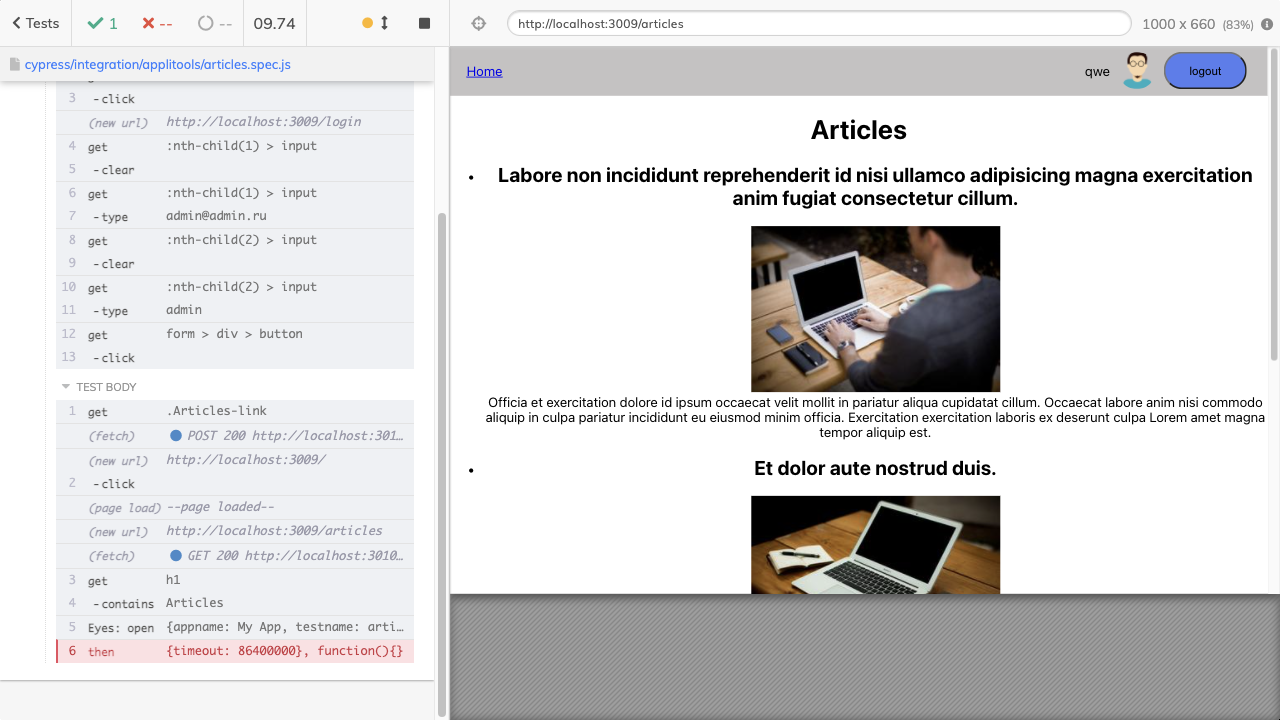 Tests
1
--
--
09.74
http://localhost:3009/articles
1000 x 660 (83%)
cypress/integration/applitools/articles.spec.js
3 -click
(new url) http://localhost:3009/login
4 get :nth-child(1) > input
5 -clear
6 get :nth-child(1) > input
7 -type admin@admin.ru
8 get :nth-child(2) > input
9 -clear
10 get :nth-child(2) > input
11 -type admin
12 get form > div > button
13 -click
TEST BODY
1 get .Articles-link
(fetch) POST 200 http://localhost:301…
(new url) http://localhost:3009/
2 -click
(page load) --page loaded--
(new url) http://localhost:3009/articles
(fetch) GET 200 http://localhost:3010…
3 get h1
4 -contains Articles
5 Eyes: open {appname: My App, testname: arti…
6 then {timeout: 86400000}, function(){}
Home
qwe
logout
Articles
Labore non incididunt reprehenderit id nisi ullamco adipisicing magna exercitation
anim fugiat consectetur cillum.
Officia et exercitation dolore id ipsum occaecat velit mollit in pariatur aliqua cupidatat cillum. Occaecat labore anim nisi commodo
aliquip in culpa pariatur incididunt eu eiusmod minim officia. Exercitation exercitation laboris ex deserunt culpa Lorem amet magna
tempor aliquip est.
Et dolor aute nostrud duis.